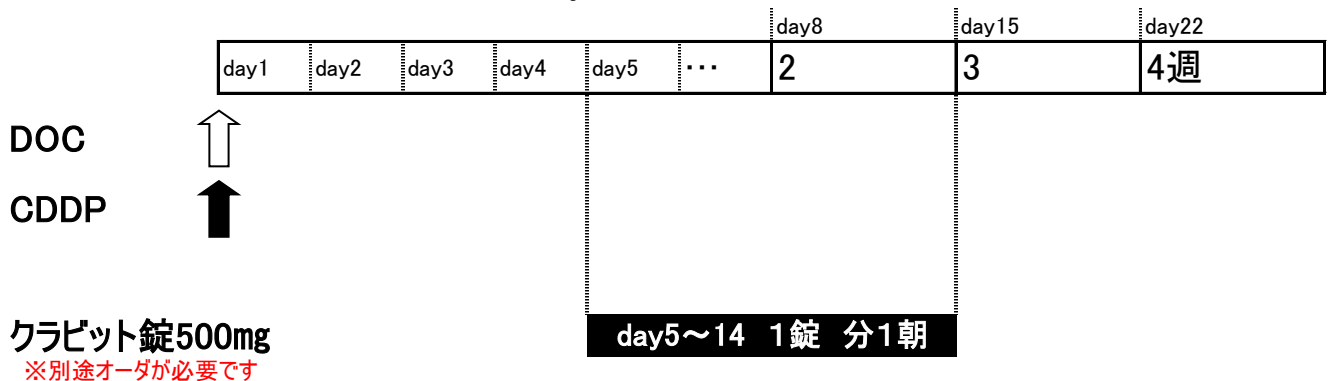 day8 day15 day22
day1 day2 day3 day4 day5 ・・・ 2 3 4週
DOC
CDDP
クラビット錠500mg
day5～14 1錠 分1朝
※別途オーダが必要です